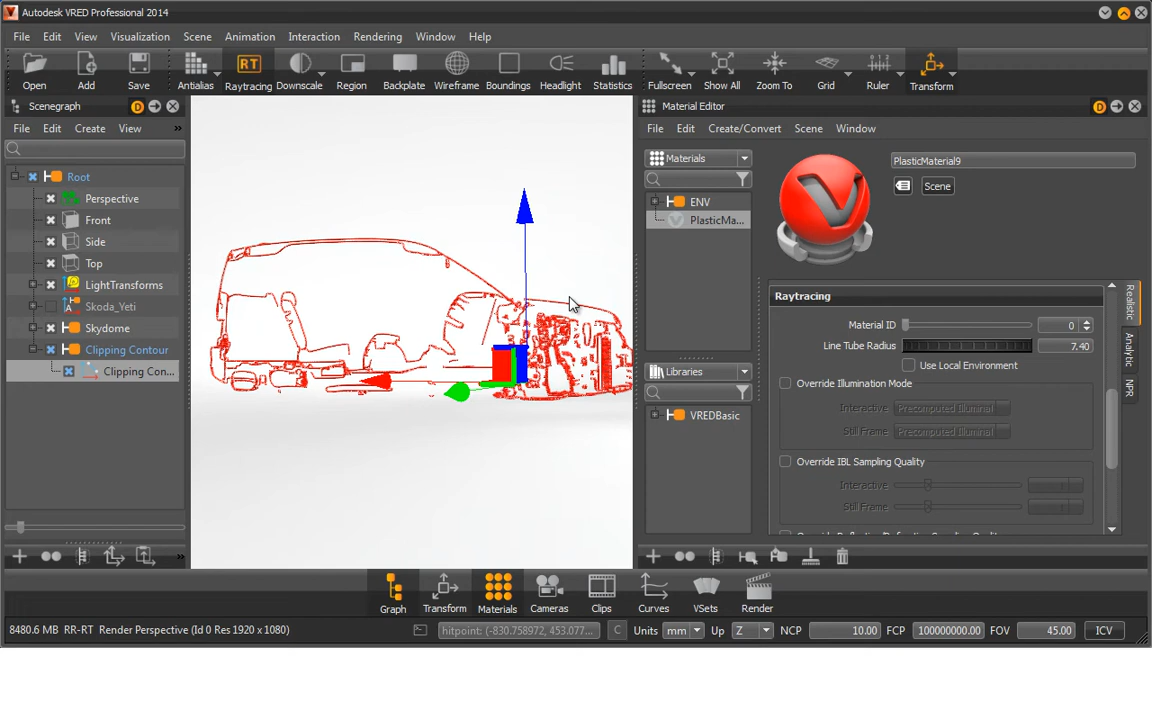 Autodesk VRED Professional 2014
File Edit View Visualization Scene Animation Interaction Rendering Window Help
Open Add Save Antialias Raytracing Downscale Region Backplate Wireframe Boundings Headlight Statistics Fullscreen Show All Zoom To Grid Ruler Transform
Scenegraph D
File Edit Create View »
Root
Perspective
Front
Side
Top
LightTransforms
Skoda_Yeti
Skydome
Clipping Contour
Clipping Con...
»
Material Editor D
File Edit Create/Convert Scene Window
Materials
ENV
PlasticMa...
Libraries
VREDBasic
PlasticMaterial9
Scene
Raytracing
Material ID 0
Line Tube Radius 7.40
Use Local Environment
Override Illumination Mode
Interactive Precomputed Illuminat
Still Frame Precomputed Illuminat
Override IBL Sampling Quality
Interactive
Still Frame
Realistic
Analytic
NPR
Graph Transform Materials Cameras Clips Curves VSets Render
8480.6 MB RR-RT Render Perspective (Id 0 Res 1920 x 1080) hitpoint: (-830.758972, 453.077... C Units mm Up Z NCP 10.00 FCP 100000000.00 FOV 45.00 ICV